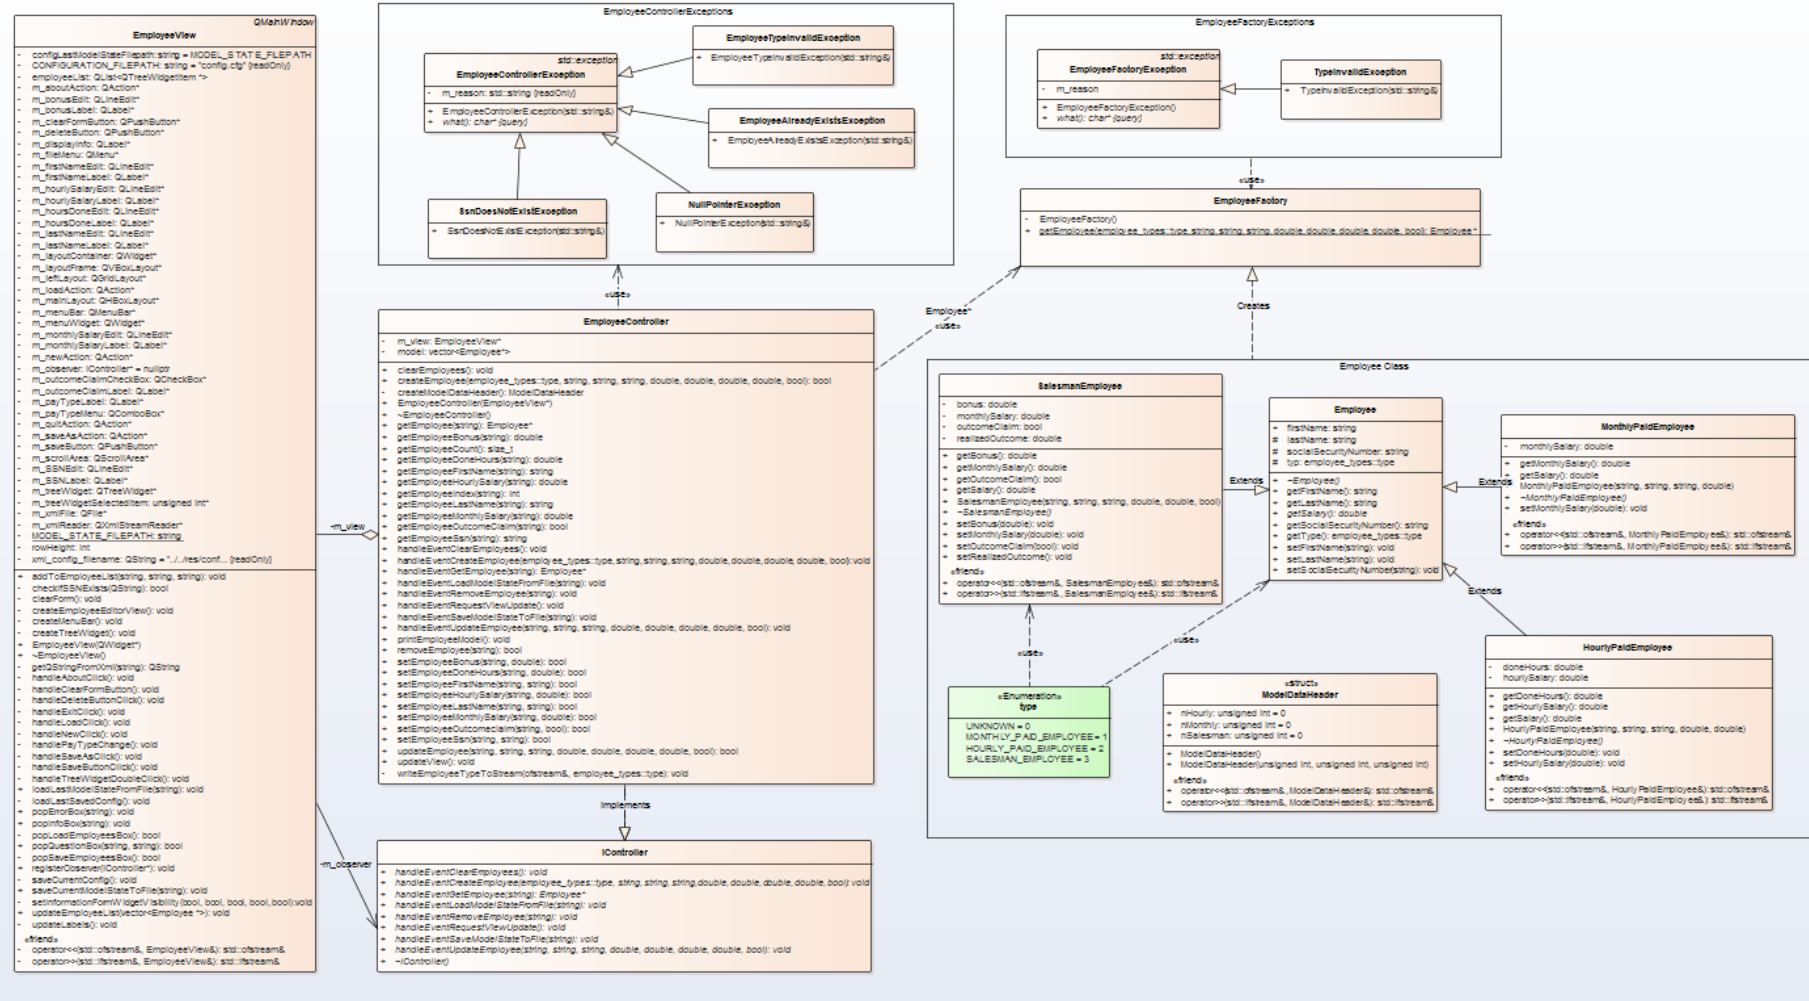 QMainWindow
EmployeeView
- configLastModelStateFilepath: string = MODEL_STATE_FILEPATH
- CONFIGURATION_FILEPATH: string = "config.cfg" {readOnly}
- employeeList: QList<QTreeWidgetItem *>
- m_aboutAction: QAction*
- m_bonusEdit: QLineEdit*
- m_bonusLabel: QLabel*
- m_clearFormButton: QPushButton*
- m_deleteButton: QPushButton*
- m_displayInfo: QLabel*
- m_fileMenu: QMenu*
- m_firstNameEdit: QLineEdit*
- m_firstNameLabel: QLabel*
- m_hourlySalaryEdit: QLineEdit*
- m_hourlySalaryLabel: QLabel*
- m_hoursDoneEdit: QLineEdit*
- m_hoursDoneLabel: QLabel*
- m_lastNameEdit: QLineEdit*
- m_lastNameLabel: QLabel*
- m_layoutContainer: QWidget*
- m_layoutFrame: QVBoxLayout*
- m_leftLayout: QGridLayout*
- m_loadAction: QAction*
- m_mainLayout: QHBoxLayout*
- m_menuBar: QMenuBar*
- m_menuWidget: QWidget*
- m_monthlySalaryEdit: QLineEdit*
- m_monthlySalaryLabel: QLabel*
- m_newAction: QAction*
- m_observer: IController* = nullptr
- m_outcomeClaimCheckBox: QCheckBox*
- m_outcomeClaimLabel: QLabel*
- m_payTypeLabel: QLabel*
- m_payTypeMenu: QComboBox*
- m_quitAction: QAction*
- m_saveAsAction: QAction*
- m_saveButton: QPushButton*
- m_scrollArea: QScrollArea*
- m_SSNEdit: QLineEdit*
- m_SSNLabel: QLabel*
- m_treeWidget: QTreeWidget*
- m_treeWidgetSelectedItem: unsigned int*
- m_xmlFile: QFile*
- m_xmlReader: QXmlStreamReader*
- MODEL_STATE_FILEPATH: string
- rowHeight: int
- xml_config_filename: QString = "../../res/conf... {readOnly}
+ addToEmployeeList(string, string, string): void
- checkIfSSNExists(QString): bool
- clearForm(): void
- createEmployeeEditorView(): void
- createMenuBar(): void
- createTreeWidget(): void
+ EmployeeView(QWidget*)
+ ~EmployeeView()
- getQStringFromXml(string): QString
- handleAboutClick(): void
- handleClearFormButton(): void
- handleDeleteButtonClick(): void
- handleExitClick(): void
- handleLoadClick(): void
- handleNewClick(): void
- handlePayTypeChange(): void
- handleSaveAsClick(): void
- handleSaveButtonClick(): void
- handleTreeWidgetDoubleClick(): void
+ loadLastModelStateFromFile(string): void
- loadLastSavedConfig(): void
+ popErrorBox(string): void
+ popInfoBox(string): void
- popLoadEmployeesBox(): bool
+ popQuestionBox(string, string): bool
- popSaveEmployeesBox(): bool
+ registerObserver(IController*): void
- saveCurrentConfig(): void
+ saveCurrentModelStateToFile(string): void
- setInformationFormWidgetVisibility(bool, bool, bool, bool, bool):void
+ updateEmployeeList(vector<Employee *>): void
- updateLabels(): void
«friend»
+ operator<<(std::ofstream&, EmployeeView&): std::ofstream&
- operator>>(std::ifstream&, EmployeeView&): std::ifstream&
EmployeeControllerExceptions
std::exception
EmployeeControllerException
- m_reason: std::string {readOnly}
+ EmployeeControllerException(std::string&)
+ what(): char* {query}
EmployeeTypeInvalidException
+ EmployeeTypeInvalidException(std::string&)
EmployeeAlreadyExistsException
+ EmployeeAlreadyExistsException(std::string&)
SsnDoesNotExistException
+ SsnDoesNotExistException(std::string&)
NullPointerException
+ NullPointerException(std::string&)
«use»
EmployeeController
- m_view: EmployeeView*
- model: vector<Employee*>
+ clearEmployees(): void
+ createEmployee(employee_types::type, string, string, string, double, double, double, double, bool): bool
- createModelDataHeader(): ModelDataHeader
+ EmployeeController(EmployeeView*)
+ ~EmployeeController()
+ getEmployee(string): Employee*
+ getEmployeeBonus(string): double
+ getEmployeeCount(): size_t
+ getEmployeeDoneHours(string): double
+ getEmployeeFirstName(string): string
+ getEmployeeHourlySalary(string): double
+ getEmployeeIndex(string): int
+ getEmployeeLastName(string): string
+ getEmployeeMonthlySalary(string): double
+ getEmployeeOutcomeClaim(string): bool
+ getEmployeeSsn(string): string
+ handleEventClearEmployees(): void
+ handleEventCreateEmployee(employee_types::type, string, string, string, double, double, double, double, bool):void
+ handleEventGetEmployee(string): Employee*
+ handleEventLoadModelStateFromFile(string): void
+ handleEventRemoveEmployee(string): void
+ handleEventRequestViewUpdate(): void
+ handleEventSaveModelStateToFile(string): void
+ handleEventUpdateEmployee(string, string, string, double, double, double, double, bool): void
+ printEmployeeModel(): void
+ removeEmployee(string): bool
+ setEmployeeBonus(string, double): bool
+ setEmployeeDoneHours(string, double): bool
+ setEmployeeFirstName(string, string): bool
+ setEmployeeHourlySalary(string, double): bool
+ setEmployeeLastName(string, string): bool
+ setEmployeeMonthlySalary(string, double): bool
+ setEmployeeOutcomeclaim(string, bool): bool
+ setEmployeeSsn(string, string): bool
+ updateEmployee(string, string, string, double, double, double, double, bool): bool
+ updateView(): void
- writeEmployeeTypeToStream(ofstream&, employee_types::type): void
-m_view
Implements
-m_observer
IController
+ handleEventClearEmployees(): void
+ handleEventCreateEmployee(employee_types::type, string, string, string,double, double, double, double, bool):void
+ handleEventGetEmployee(string): Employee*
+ handleEventLoadModelStateFromFile(string): void
+ handleEventRemoveEmployee(string): void
+ handleEventRequestViewUpdate(): void
+ handleEventSaveModelStateToFile(string): void
+ handleEventUpdateEmployee(string, string, string, double, double, double, double, bool): void
+ ~IController()
EmployeeFactoryExceptions
std::exception
EmployeeFactoryException
- m_reason
+ EmployeeFactoryException()
+ what(): char* {query}
TypeInvalidException
+ TypeInvalidException(std::string&)
«use»
EmployeeFactory
- EmployeeFactory()
+ getEmployee(employee_types::type, string, string, string, double, double, double, double, bool): Employee*
Employee*
«use»
Creates
Employee Class
SalesmanEmployee
- bonus: double
- monthlySalary: double
- outcomeClaim: bool
- realizedOutcome: double
+ getBonus(): double
+ getMonthlySalary(): double
+ getOutcomeClaim(): bool
+ getSalary(): double
+ SalesmanEmployee(string, string, string, double, double, bool)
+ ~SalesmanEmployee()
+ setBonus(double): void
+ setMonthlySalary(double): void
+ setOutcomeClaim(bool): void
+ setRealizedOutcome(): void
«friend»
+ operator<<(std::ofstream&, SalesmanEmployee&): std::ofstream&
+ operator>>(std::ifstream&, SalesmanEmployee&): std::ifstream&
Extends
Employee
+ firstName: string
# lastName: string
# socialSecurityNumber: string
# typ: employee_types::type
+ ~Employee()
+ getFirstName(): string
+ getLastName(): string
+ getSalary(): double
+ getSocialSecurityNumber(): string
+ getType(): employee_types::type
+ setFirstName(string): void
+ setLastName(string): void
+ setSocialSecurityNumber(string): void
Extends
MonthlyPaidEmployee
- monthlySalary: double
+ getMonthlySalary(): double
+ getSalary(): double
+ MonthlyPaidEmployee(string, string, string, double)
+ ~MonthlyPaidEmployee()
+ setMonthlySalary(double): void
«friend»
+ operator<<(std::ofstream&, MonthlyPaidEmployee&): std::ofstream&
+ operator>>(std::ifstream&, MonthlyPaidEmployee&): std::ifstream&
Extends
«use»
«use»
HourlyPaidEmployee
- doneHours: double
- hourlySalary: double
+ getDoneHours(): double
+ getHourlySalary(): double
+ getSalary(): double
+ HourlyPaidEmployee(string, string, string, double, double)
+ ~HourlyPaidEmployee()
+ setDoneHours(double): void
+ setHourlySalary(double): void
«friend»
+ operator<<(std::ofstream&, HourlyPaidEmployee&): std::ofstream&
+ operator>>(std::ifstream&, HourlyPaidEmployee&): std::ifstream&
«Enumeration»
type
UNKNOWN = 0
MONTHLY_PAID_EMPLOYEE = 1
HOURLY_PAID_EMPLOYEE = 2
SALESMAN_EMPLOYEE = 3
«struct»
ModelDataHeader
+ nHourly: unsigned int = 0
+ nMonthly: unsigned int = 0
+ nSalesman: unsigned int = 0
+ ModelDataHeader()
+ ModelDataHeader(unsigned int, unsigned int, unsigned int)
«friend»
+ operator<<(std::ofstream&, ModelDataHeader&): std::ofstream&
+ operator>>(std::ifstream&, ModelDataHeader&): std::ifstream&